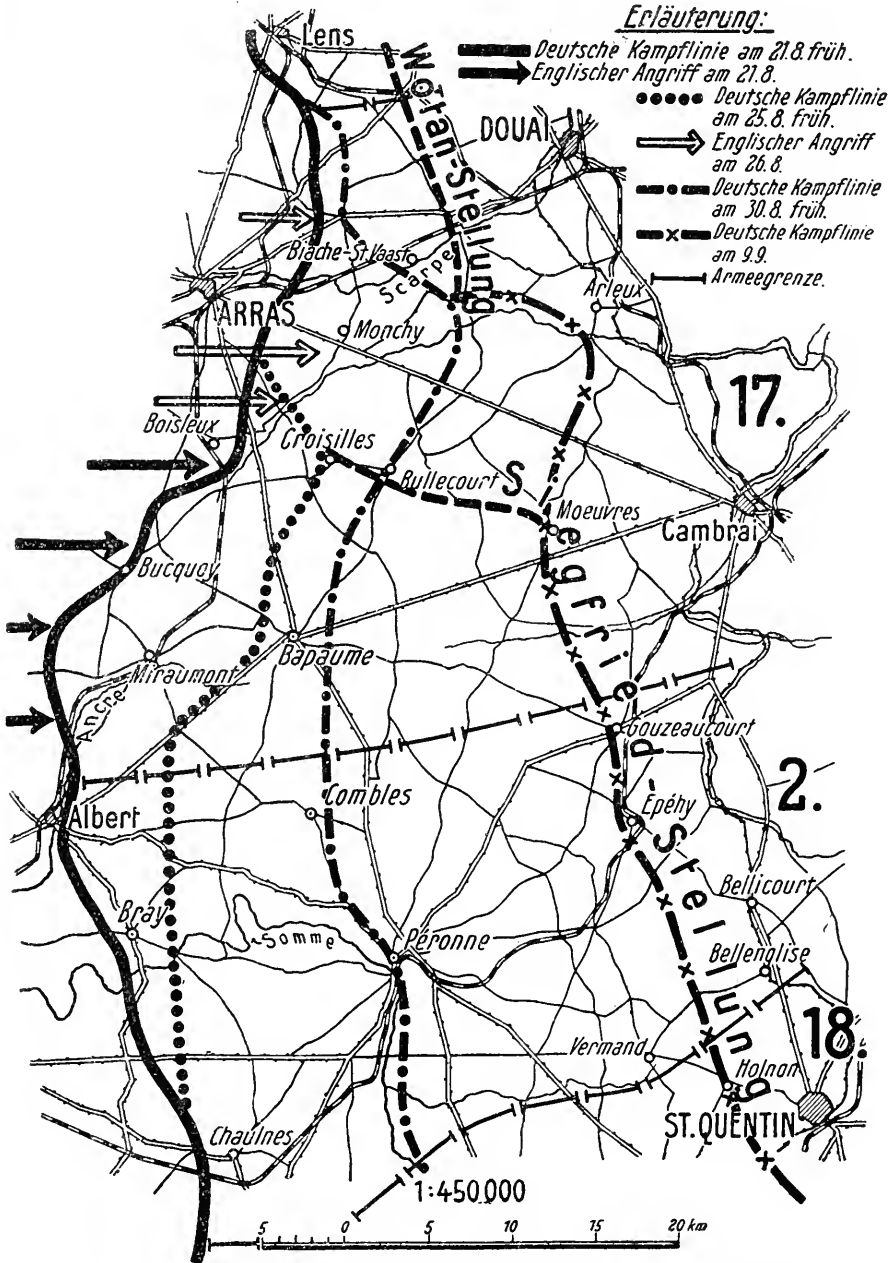 Erläuterung:
Deutsche Kampflinie am 21.8. früh.
Englischer Angriff am 21.8.
Deutsche Kampflinie
am 25.8. früh.
Englischer Angriff
am 26.8.
Deutsche Kampflinie
am 30.8. früh.
Deutsche Kampflinie
am 9.9.
Armeegrenze.
Lens
Wotan-Stellung
DOUAI
Biache-St.Vaast
Scarpe
Arleux
ARRAS
Monchy
17.
Boisleux
Croisilles
Bullecourt
Moeuvres
Cambrai
Siegfried-Stellung
Bucquoy
Miraumont
Bapaume
Ancre
Gouzeaucourt
2.
Albert
Combles
Epéhy
Bray
Bellicourt
Somme
Péronne
Bellenglise
18.
Vermand
Holnon
ST.QUENTIN
Chaulnes
1:450000
5 0 5 10 15 20 km